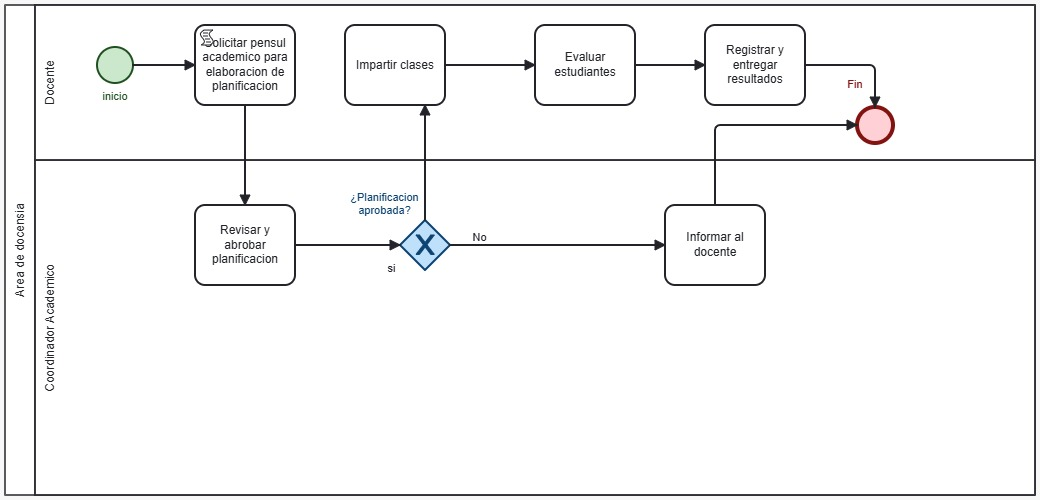 Area de docensia
Docente
inicio
Solicitar pensul
academico para
elaboracion de
planificacion
Impartir clases
Evaluar
estudiantes
Registrar y
entregar
resultados
Fin
Coordinador Academico
Revisar y
abrobar
planificacion
¿Planificacion
aprobada?
si
No
Informar al
docente